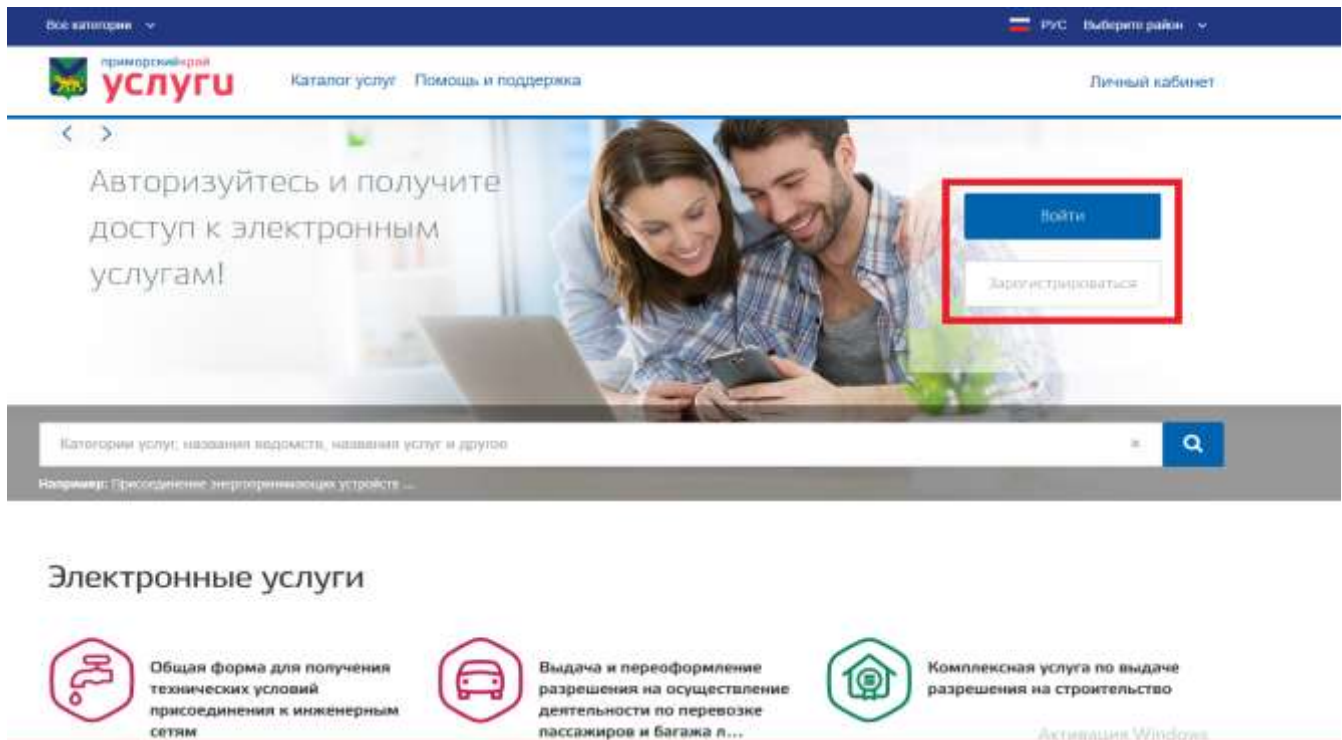 Все категории
РУС Выберите район
приморскийкрай
услуги
Каталог услуг Помощь и поддержка
Личный кабинет
< >
Авторизуйтесь и получите
доступ к электронным
услугам!
Войти
Зарегистрироваться
Категории услуг, названия ведомств, названия услуг и другое
×
Например: Присоединение энергопринимающих устройств ...
Электронные услуги
Общая форма для получения
технических условий
присоединения к инженерным
сетям
Выдача и переоформление
разрешения на осуществление
деятельности по перевозке
пассажиров и багажа л...
Комплексная услуга по выдаче
разрешения на строительство
Активация Windows